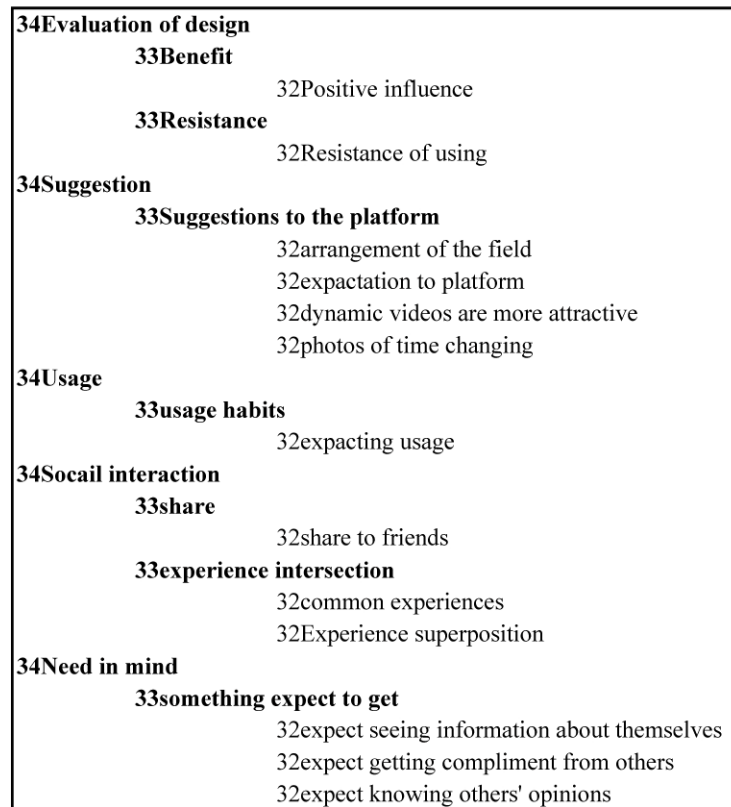 34Evaluation of design
33Benefit
32Positive influence
33Resistance
32Resistance of using
34Suggestion
33Suggestions to the platform
32arrangement of the field
32expactation to platform
32dynamic videos are more attractive
32photos of time changing
34Usage
33usage habits
32expacting usage
34Socail interaction
33share
32share to friends
33experience intersection
32common experiences
32Experience superposition
34Need in mind
33something expect to get
32expect seeing information about themselves
32expect getting compliment from others
32expect knowing others' opinions